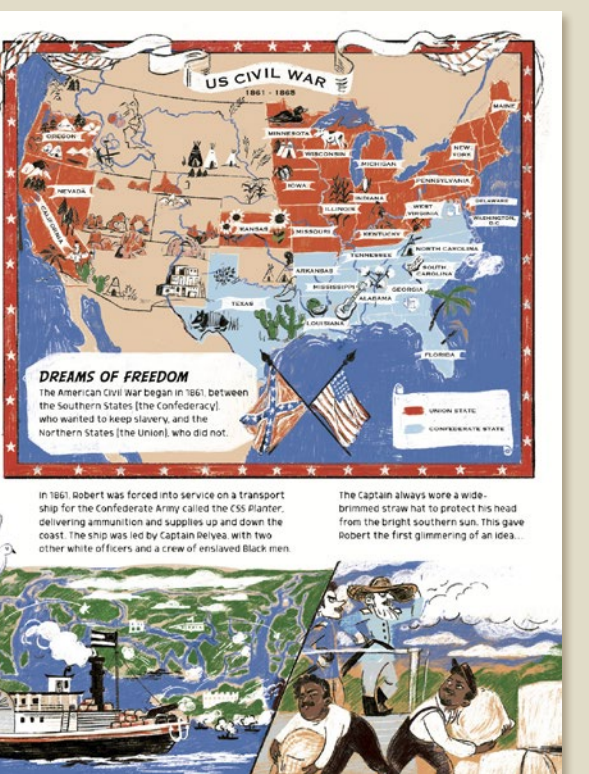 US CIVIL WAR
1861 - 1865
MAINE
OREGON
MINNESOTA
WISCONSIN
MICHIGAN
NEW YORK
NEVADA
IOWA
PENNSYLVANIA
CALIFORNIA
ILLINOIS
INDIANA
DELAWARE
WEST VIRGINIA
WASHINGTON, D.C
KANSAS
MISSOURI
KENTUCKY
TENNESSEE
NORTH CAROLINA
ARKANSAS
SOUTH CAROLINA
MISSISSIPPI
GEORGIA
ALABAMA
TEXAS
LOUISIANA
FLORIDA
DREAMS OF FREEDOM
The American Civil War began in 1861, between
the Southern States (the Confederacy),
who wanted to keep slavery, and the
Northern States (the Union), who did not.
UNION STATE
CONFEDERATE STATE
In 1861, Robert was forced into service on a transport
ship for the Confederate Army called the CSS Planter,
delivering ammunition and supplies up and down the
coast. The ship was led by Captain Relyea, with two
other white officers and a crew of enslaved Black men.
The Captain always wore a wide-
brimmed straw hat to protect his head
from the bright southern sun. This gave
Robert the first glimmering of an idea...